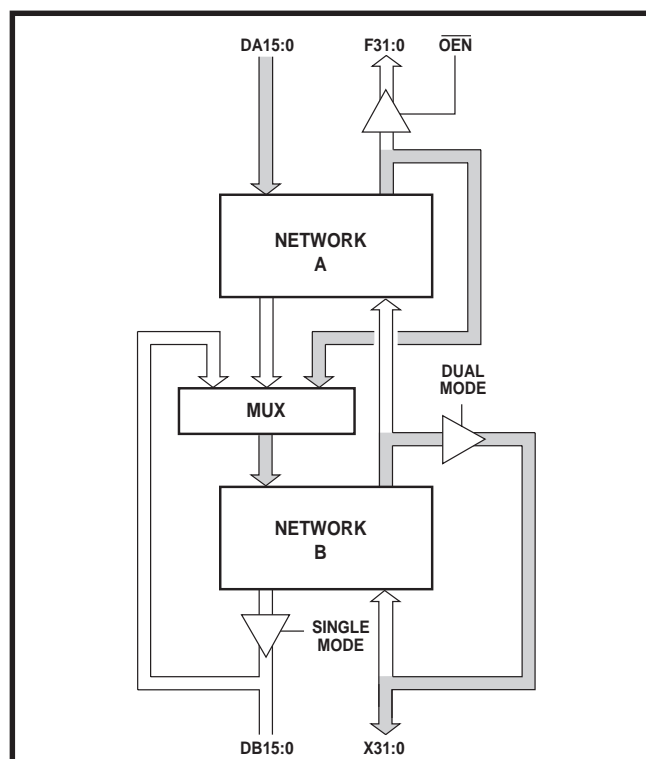 DA15:0
F31:0
OEN
NETWORK
A
DUAL
MODE
MUX
NETWORK
B
SINGLE
MODE
DB15:0
X31:0